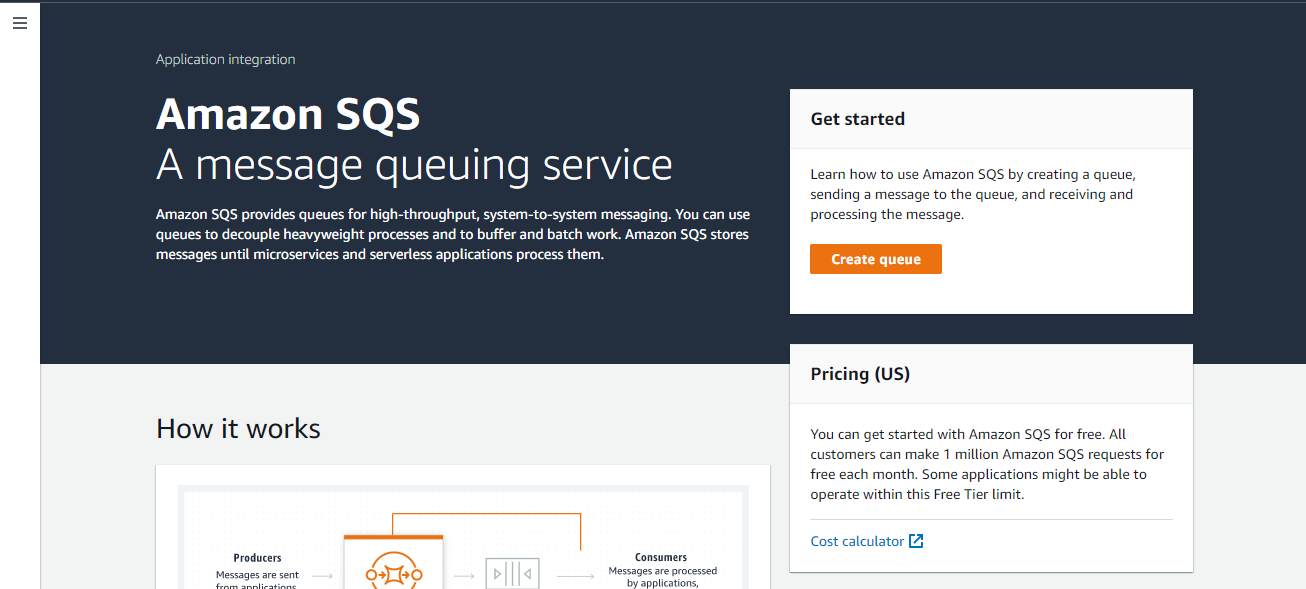 Application integration
Amazon SQS
A message queuing service
Amazon SQS provides queues for high-throughput, system-to-system messaging. You can use
queues to decouple heavyweight processes and to buffer and batch work. Amazon SQS stores
messages until microservices and serverless applications process them.
Get started
Learn how to use Amazon SQS by creating a queue,
sending a message to the queue, and receiving and
processing the message.
Create queue
Pricing (US)
You can get started with Amazon SQS for free. All
customers can make 1 million Amazon SQS requests for
free each month. Some applications might be able to
operate within this Free Tier limit.
Cost calculator
How it works
Producers
Messages are sent
from applications
Consumers
Messages are processed
by applications,